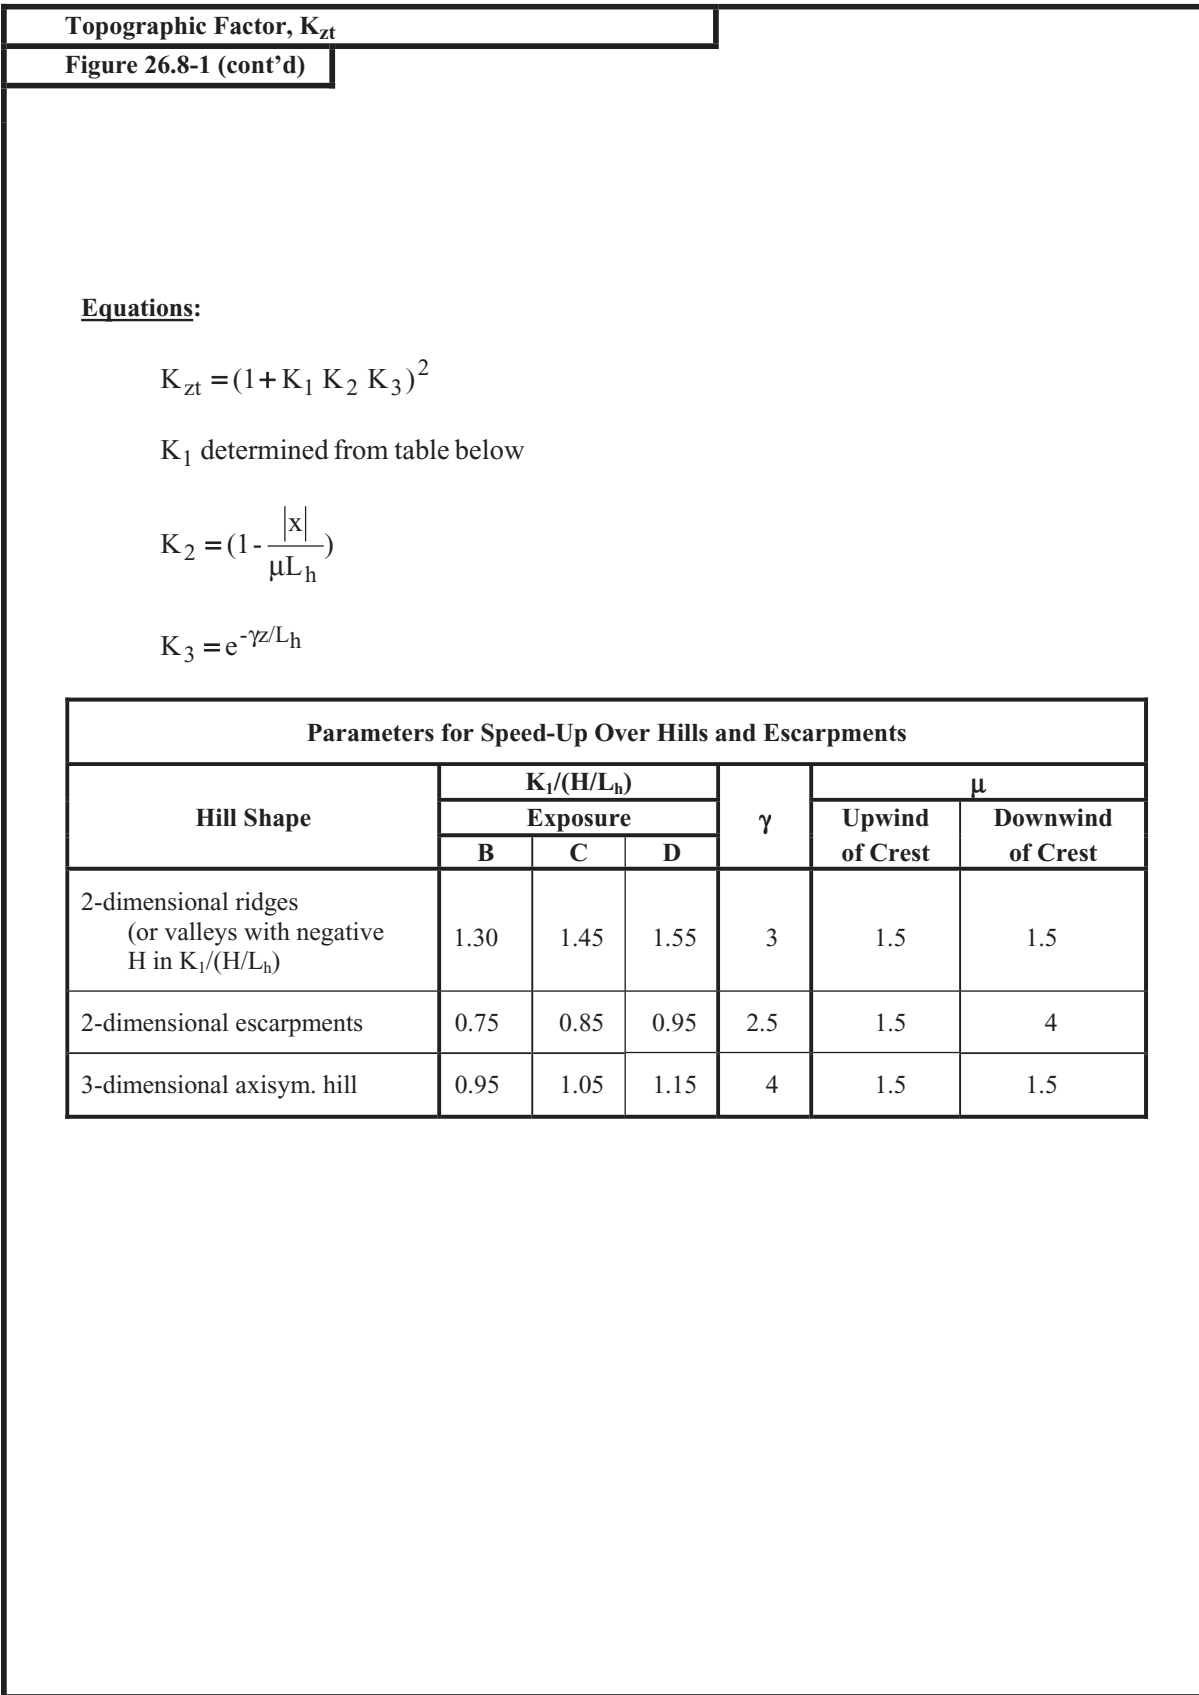 Topographic Factor, Kzt
Figure 26.8-1 (cont’d)
Equations:
Kzt = (1+ K1 K2 K3)²
K1 determined from table below
K2 = (1 - |x| / μLh)
K3 = e^-γz/Lh
Parameters for Speed-Up Over Hills and Escarpments
Hill Shape
K1/(H/Lh)
Exposure
B C D
γ
μ
Upwind of Crest
Downwind of Crest
2-dimensional ridges
(or valleys with negative
H in K1/(H/Lh)
1.30 1.45 1.55 3 1.5 1.5
2-dimensional escarpments 0.75 0.85 0.95 2.5 1.5 4
3-dimensional axisym. hill 0.95 1.05 1.15 4 1.5 1.5